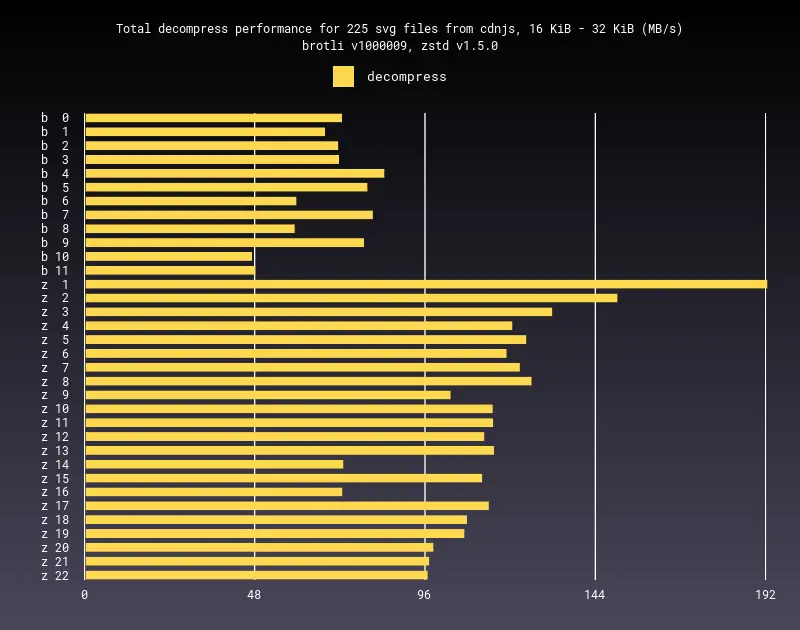 Total decompress performance for 225 svg files from cdnjs, 16 KiB - 32 KiB (MB/s)
brotli v1000009, zstd v1.5.0
decompress
b 0
b 1
b 2
b 3
b 4
b 5
b 6
b 7
b 8
b 9
b 10
b 11
z 1
z 2
z 3
z 4
z 5
z 6
z 7
z 8
z 9
z 10
z 11
z 12
z 13
z 14
z 15
z 16
z 17
z 18
z 19
z 20
z 21
z 22
0 48 96 144 192